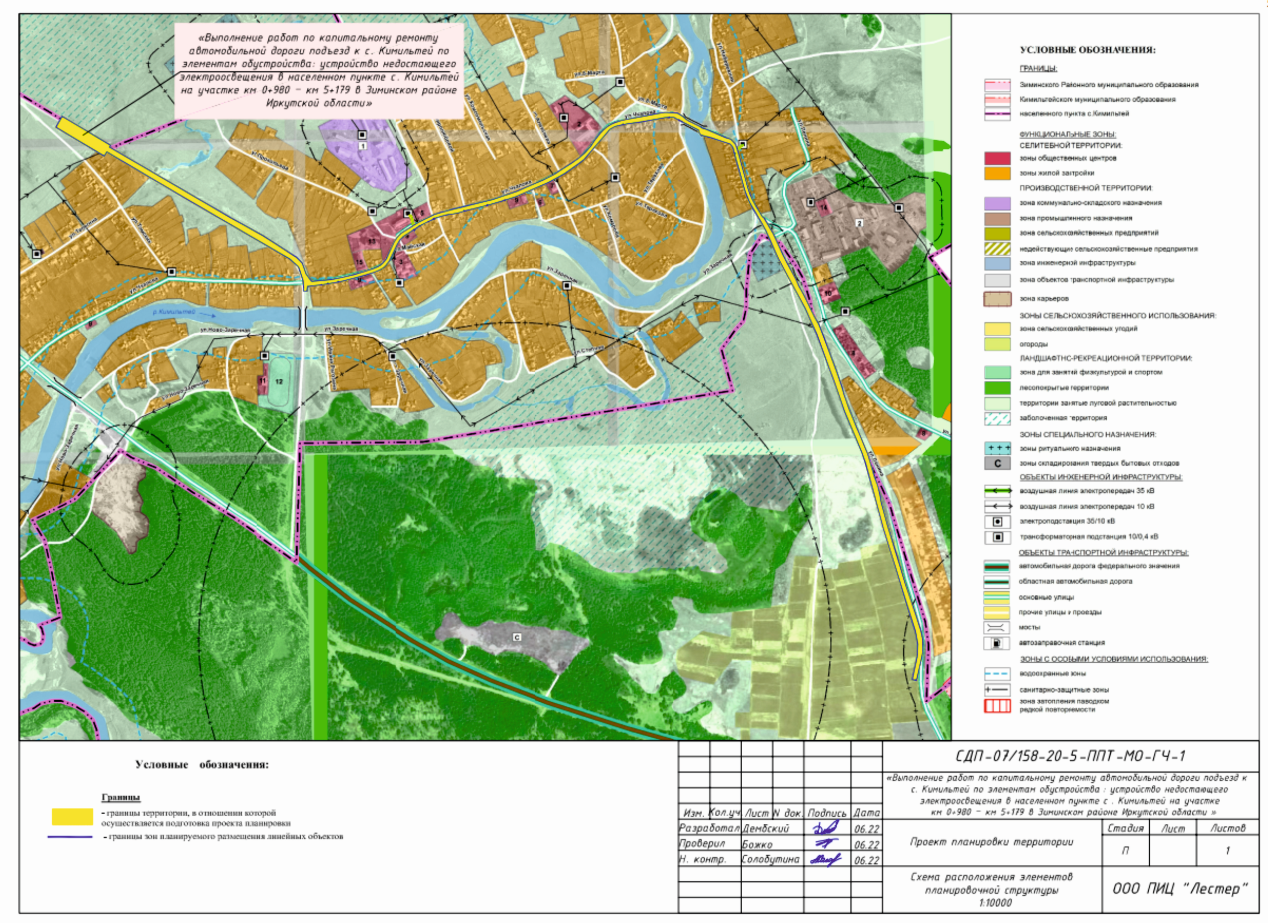 «Выполнение работ по капитальному ремонту
автомобильной дороги подъезд к с. Кимильтей по
элементам обустройства: устройство недостающего
электроосвещения в населенном пункте с. Кимильтей
на участке км 0+980 – км 5+179 в Зиминском районе
Иркутской области»
р.Кимильтей
ул.Ново-Заречная
ул.Заречная
ул.Чкалова
1
2
11
12
С
УСЛОВНЫЕ ОБОЗНАЧЕНИЯ:
ГРАНИЦЫ:
Зиминского Районного муниципального образования
Кимильтейского муниципального образования
населенного пункта с.Кимильтей
ФУНКЦИОНАЛЬНЫЕ ЗОНЫ:
СЕЛИТЕБНОЙ ТЕРРИТОРИИ:
зоны общественных центров
зоны жилой застройки
ПРОИЗВОДСТВЕННОЙ ТЕРРИТОРИИ:
зона коммунально-складского назначения
зона промышленного назначения
зона сельскохозяйственных предприятий
недействующие сельскохозяйственные предприятия
зона инженерной инфраструктуры
зона объектов транспортной инфраструктуры
зона карьеров
ЗОНЫ СЕЛЬСКОХОЗЯЙСТВЕННОГО ИСПОЛЬЗОВАНИЯ:
зона сельскохозяйственных угодий
огороды
ЛАНДШАФТНО-РЕКРЕАЦИОННОЙ ТЕРРИТОРИИ:
зона для занятий физкультурой и спортом
лесопокрытые территории
территории занятые луговой растительностью
заболоченная территория
ЗОНЫ СПЕЦИАЛЬНОГО НАЗНАЧЕНИЯ:
зоны ритуального назначения
С зоны складирования твердых бытовых отходов
ОБЪЕКТЫ ИНЖЕНЕРНОЙ ИНФРАСТРУКТУРЫ:
воздушная линия электропередач 35 кВ
воздушная линия электропередач 10 кВ
электроподстанция 35/10 кВ
трансформаторная подстанция 10/0,4 кВ
ОБЪЕКТЫ ТРАНСПОРТНОЙ ИНФРАСТРУКТУРЫ:
автомобильная дорога федерального значения
областная автомобильная дорога
основные улицы
прочие улицы и проезды
мосты
автозаправочная станция
ЗОНЫ С ОСОБЫМИ УСЛОВИЯМИ ИСПОЛЬЗОВАНИЯ:
водоохранные зоны
санитарно-защитные зоны
зона затопления паводком
редкой повторяемости
Условные обозначения:
Границы
- границы территории, в отношении которой
осуществляется подготовка проекта планировки
- границы зон планируемого размещения линейных объектов
СДП-07/158-20-5-ППТ-МО-ГЧ-1
«Выполнение работ по капитальному ремонту автомобильной дороги подъезд к
с. Кимильтей по элементам обустройства : устройство недостающего
электроосвещения в населенном пункте с . Кимильтей на участке
км 0+980 – км 5+179 в Зиминском районе Иркутской области »
Изм. Кол.уч Лист N док. Подпись Дата
Разработал Дембский 06.22
Проверил Божко 06.22
Н. контр. Солобутина 06.22
Проект планировки территории
Стадия Лист Листов
П 1
Схема расположения элементов
планировочной структуры
1:10000
ООО ПИЦ "Лестер"